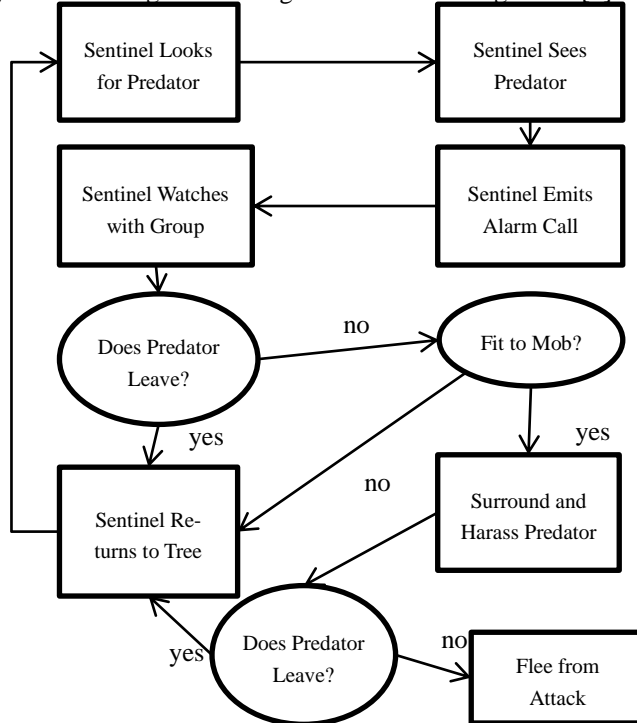 Sentinel Looks
for Predator
Sentinel Sees
Predator
Sentinel Watches
with Group
Sentinel Emits
Alarm Call
Does Predator
Leave?
no
Fit to Mob?
yes
yes
no
Sentinel Re-
turns to Tree
Surround and
Harass Predator
yes
Does Predator
Leave?
no
Flee from
Attack